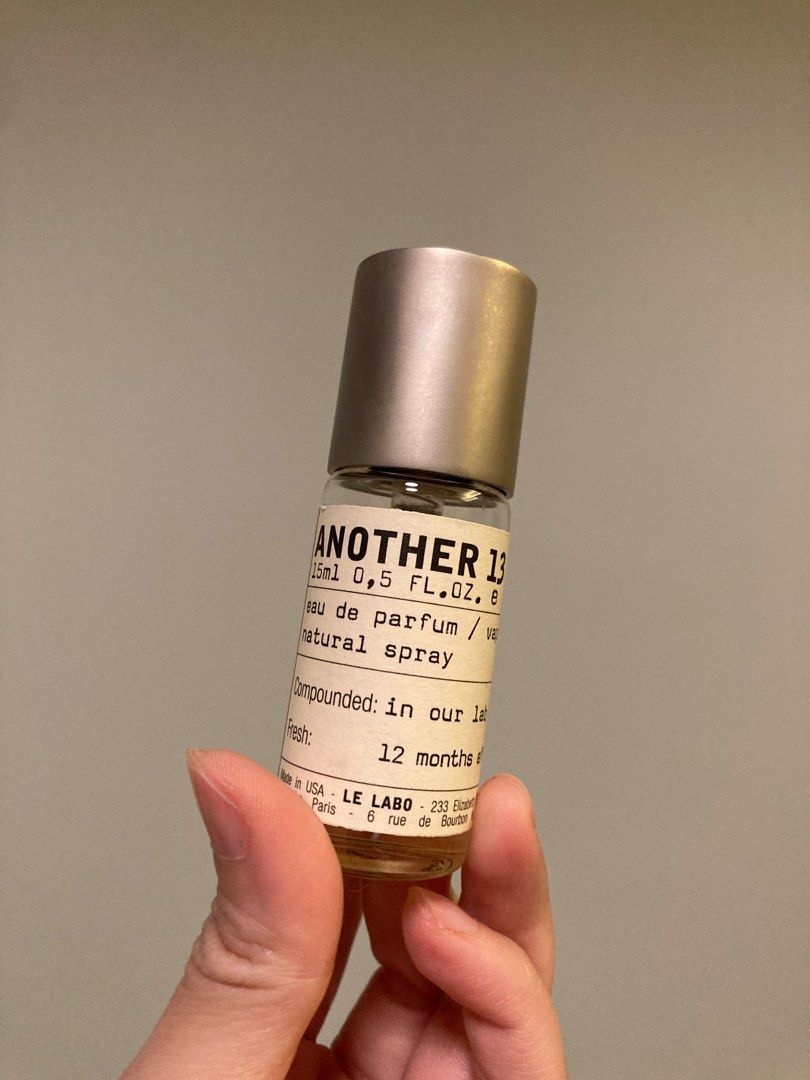 ANOTHER 13
15ml 0,5 FL.OZ. e
eau de parfum /
natural spray
Compounded: in our
Fresh: 12 months
Made in USA - LE LABO - 233
Paris - 6 rue de Bourbon